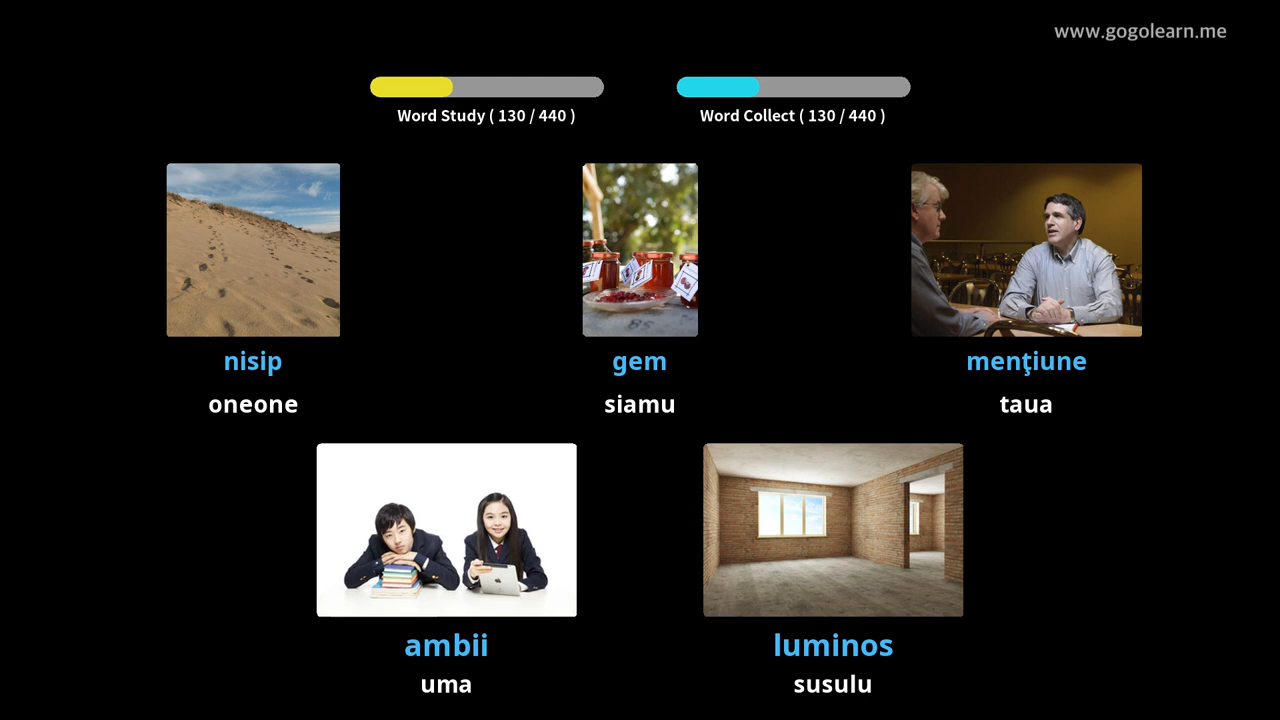 www.gogolearn.me
Word Study ( 130 / 440 )
Word Collect ( 130 / 440 )
nisip
oneone
gem
siamu
menţiune
taua
ambii
uma
luminos
susulu